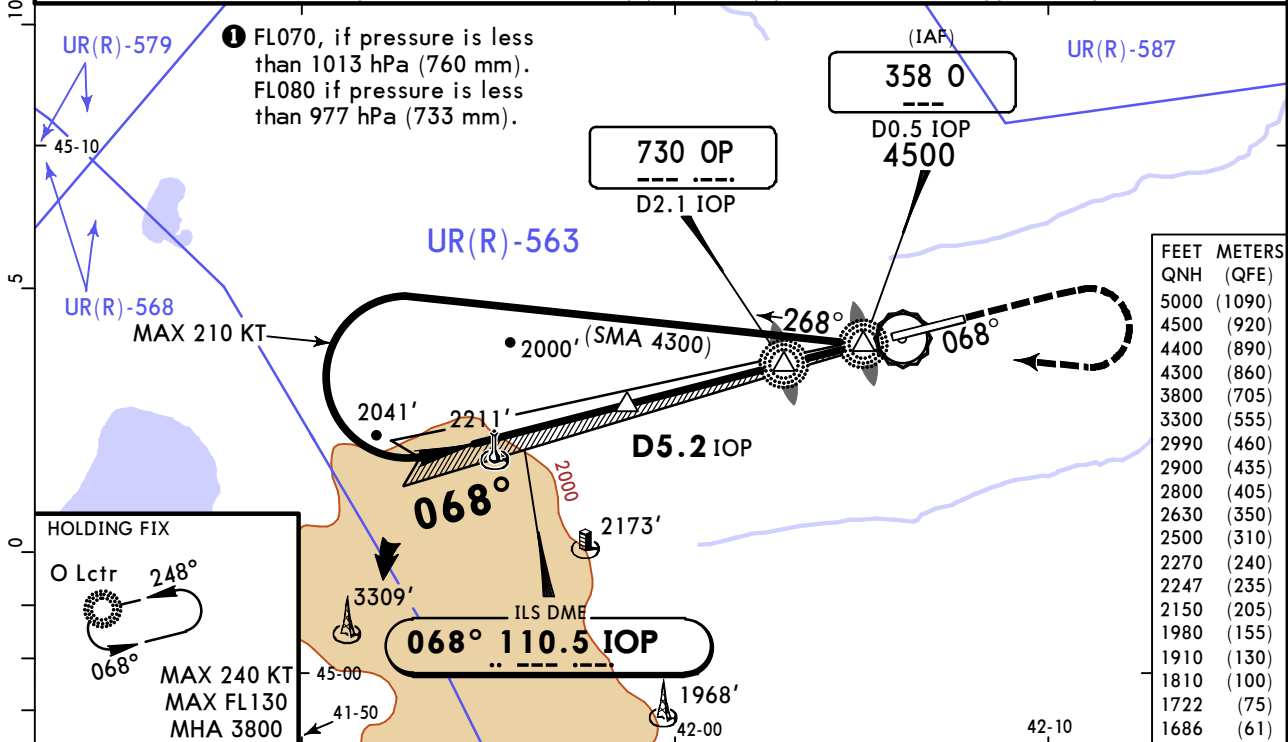 10
UR(R)-579
1 FL070, if pressure is less
than 1013 hPa (760 mm).
FL080 if pressure is less
than 977 hPa (733 mm).
(IAF)
358 O
D0.5 IOP
4500
UR(R)-587
45-10
730 OP
D2.1 IOP
UR(R)-563
5
UR(R)-568
MAX 210 KT
2000'
(SMA 4300)
268°
068°
2041'
2211'
D5.2 IOP
068°
2000
2173'
0
HOLDING FIX
O Lctr
248°
068°
MAX 240 KT
MAX FL130
MHA 3800
3309'
ILS DME
068° 110.5 IOP
45-00
41-50
1968'
42-00
42-10
FEET METERS
QNH (QFE)
5000 (1090)
4500 (920)
4400 (890)
4300 (860)
3800 (705)
3300 (555)
2990 (460)
2900 (435)
2800 (405)
2630 (350)
2500 (310)
2270 (240)
2247 (235)
2150 (205)
1980 (155)
1910 (130)
1810 (100)
1722 (75)
1686 (61)